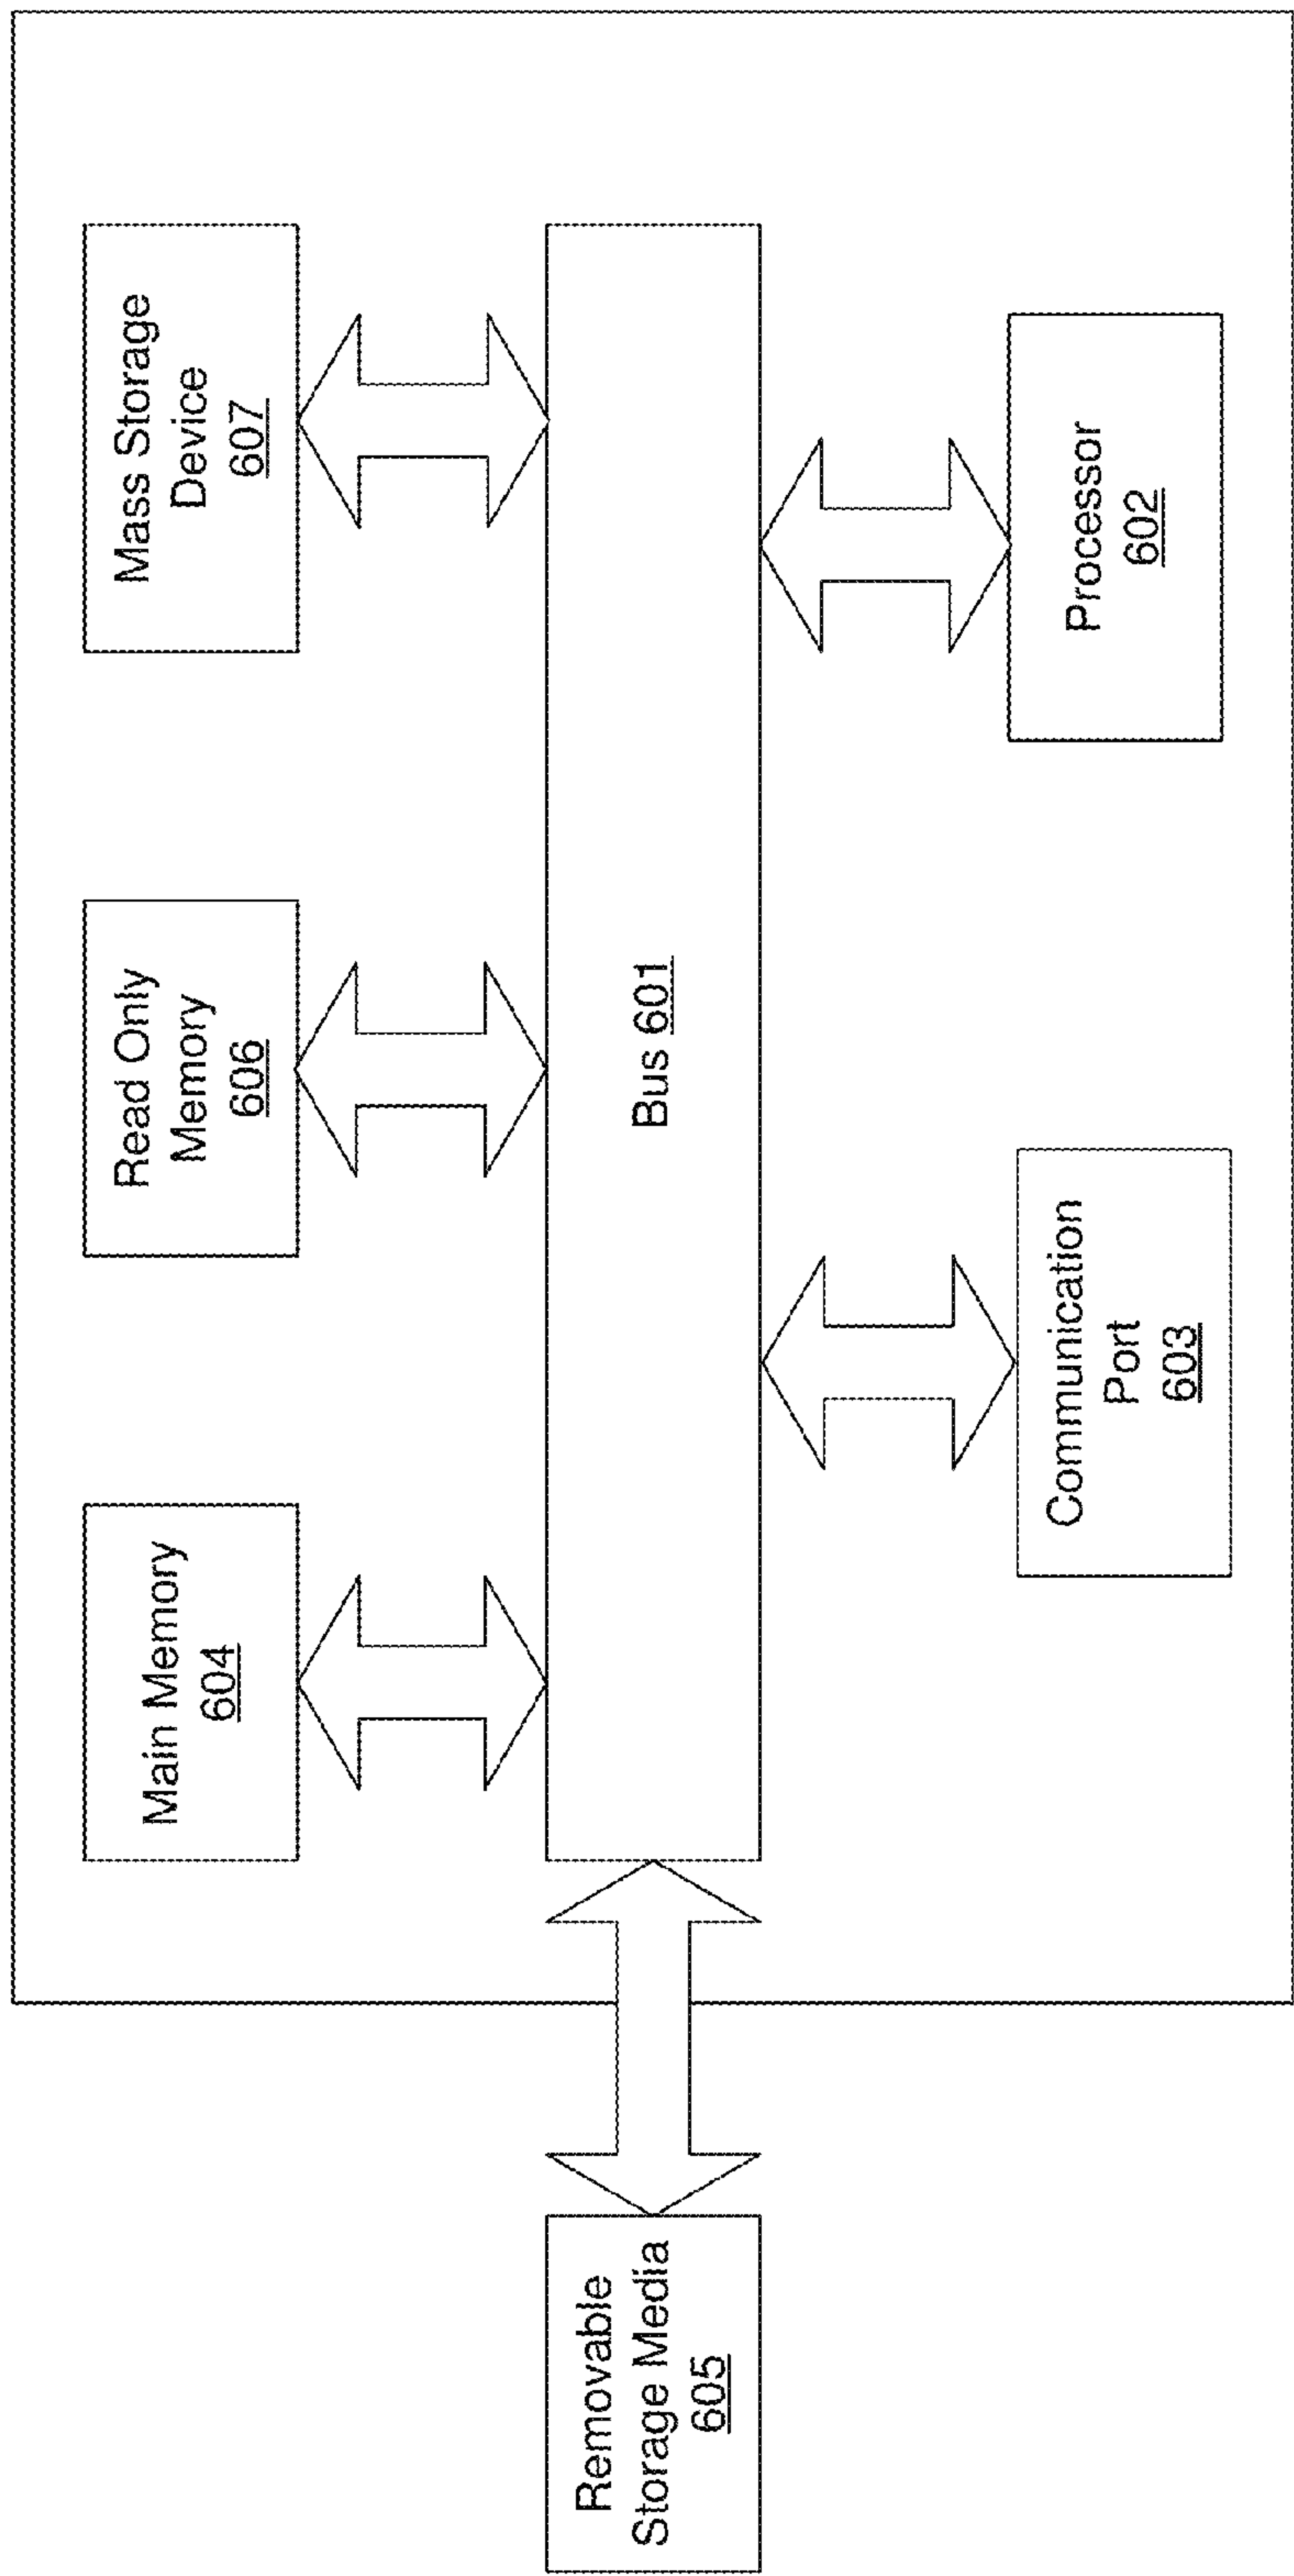 Main Memory
604
Read Only
Memory
606
Mass Storage
Device
607
Removable
Storage Media
605
Bus 601
Communication
Port
603
Processor
602